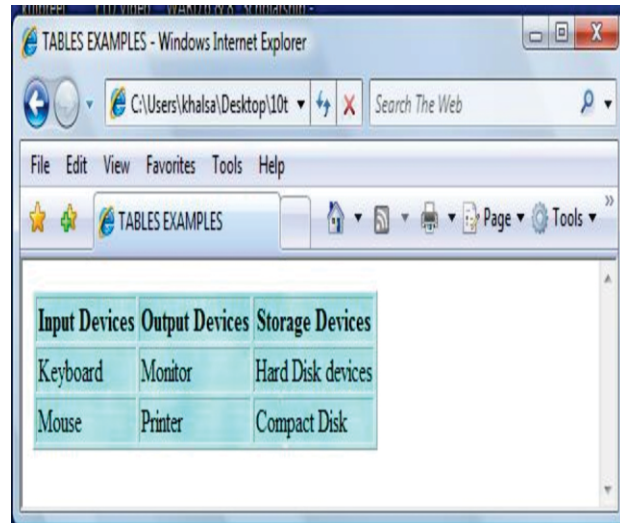 TABLES EXAMPLES - Windows Internet Explorer
C:\Users\khalsa\Desktop\10t Search The Web
File Edit View Favorites Tools Help
TABLES EXAMPLES Page Tools »
Input Devices Output Devices Storage Devices
Keyboard Monitor Hard Disk devices
Mouse Printer Compact Disk